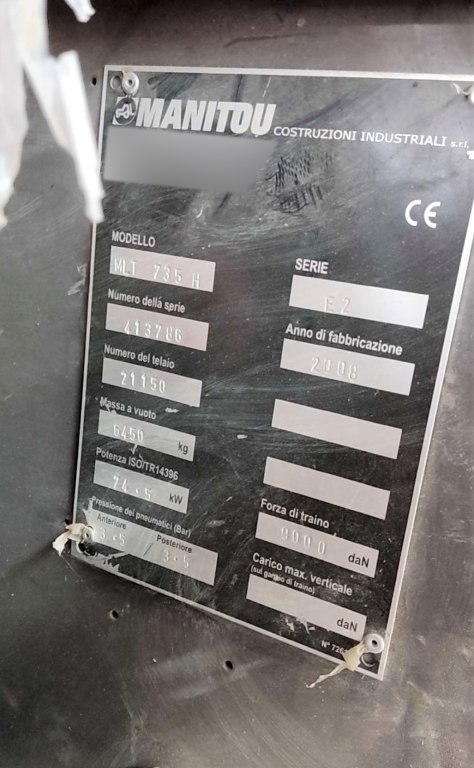 MANITOU COSTRUZIONI INDUSTRIALI s.r.l.
CE
MODELLO
MLT 735 H
SERIE
E2
Número della serie
413786
Anno di fabbricazione
2008
Numero del telaio
21150
Massa a vuoto
6450 kg
Potenza ISO/TR14396
74.5 kW
Pressione dei pneumatici (Bar)
Anteriore Posteriore
3.5 3.5
Forza di traino
9000 daN
Carico max. verticale
(sul gancio di traino)
daN